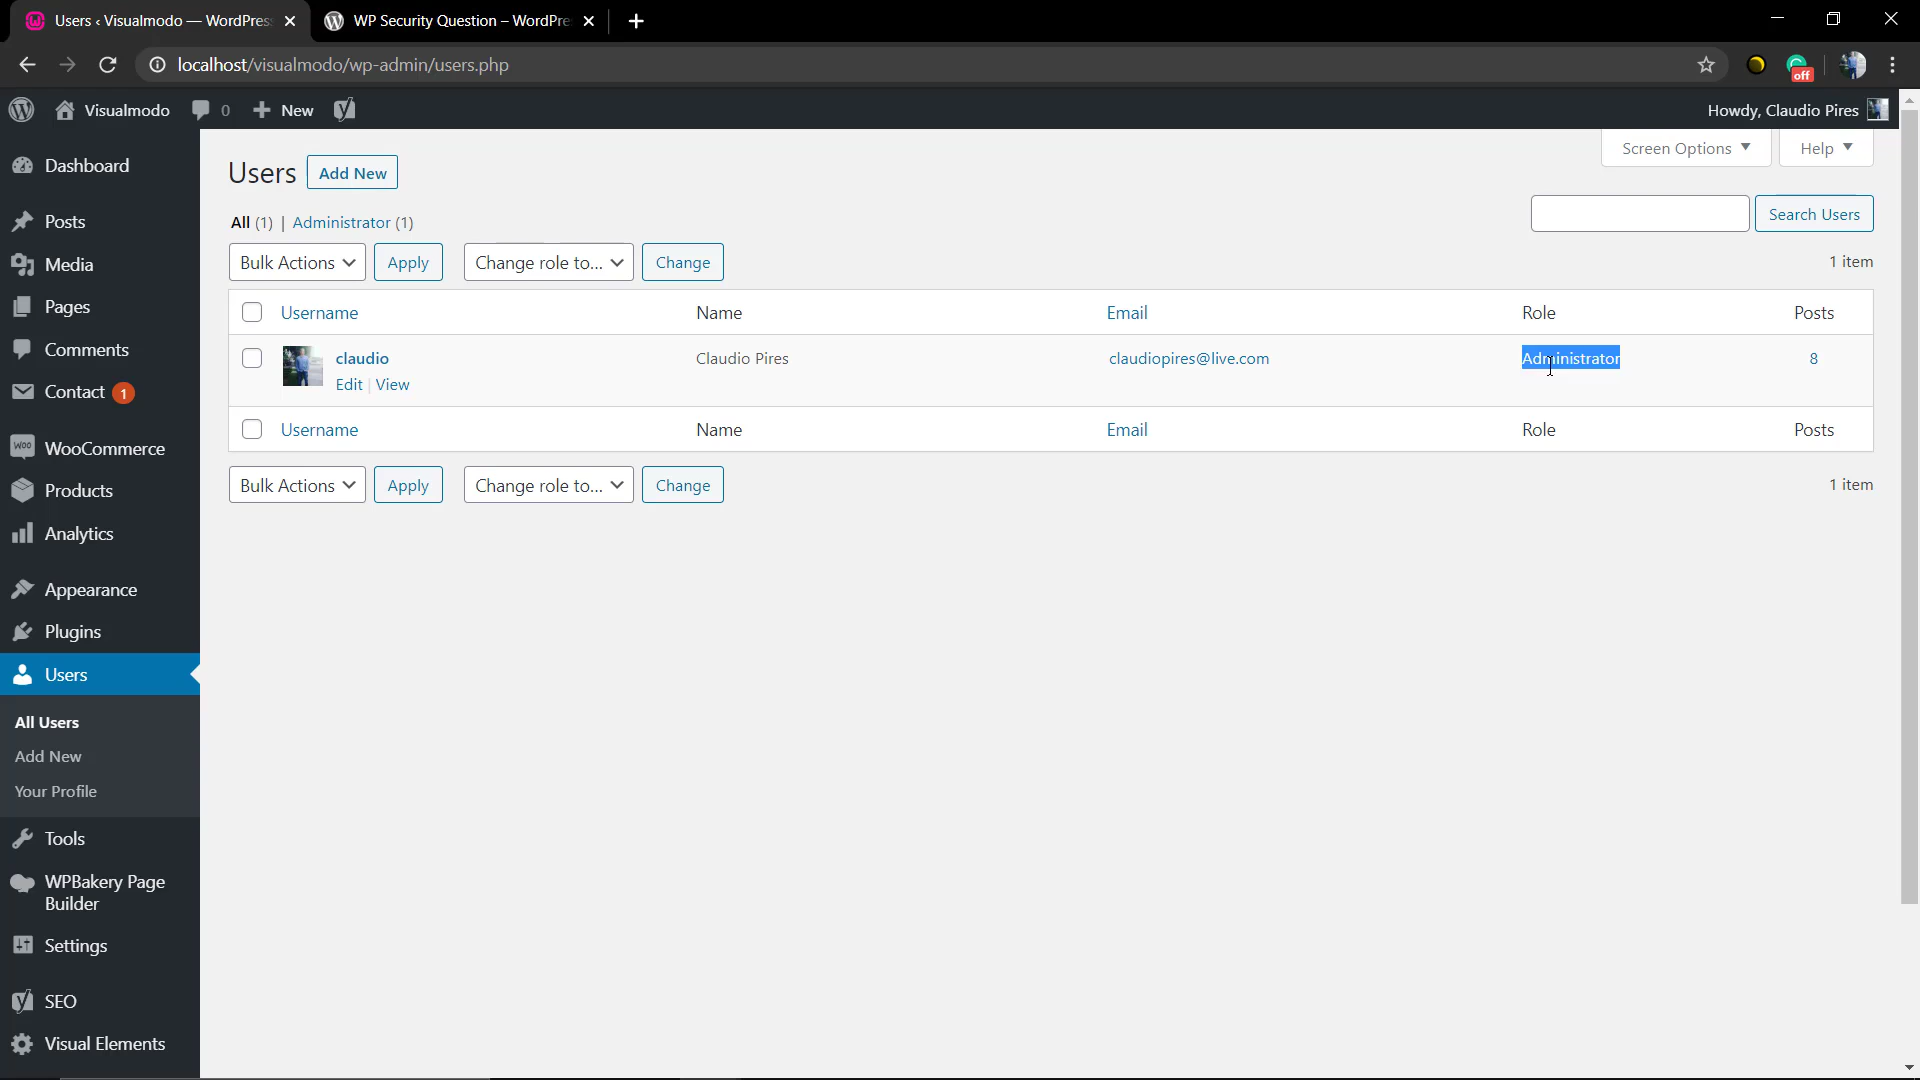 Users ‹ Visualmodo — WordPres
WP Security Question – WordPre
localhost/visualmodo/wp-admin/users.php
off
Visualmodo
0
New
Howdy, Claudio Pires
Dashboard
Posts
Media
Pages
Comments
Contact 1
Woo
WooCommerce
Products
Analytics
Appearance
Plugins
Users
All Users
Add New
Your Profile
Tools
WPBakery Page
Builder
Settings
SEO
Visual Elements
Screen Options
Help
Users
Add New
All (1) | Administrator (1)
Search Users
Bulk Actions
Apply
Change role to...
Change
1 item
Username
Name
Email
Role
Posts
claudio
Claudio Pires
claudiopires@live.com
Administrator
8
Edit | View
Username
Name
Email
Role
Posts
Bulk Actions
Apply
Change role to...
Change
1 item